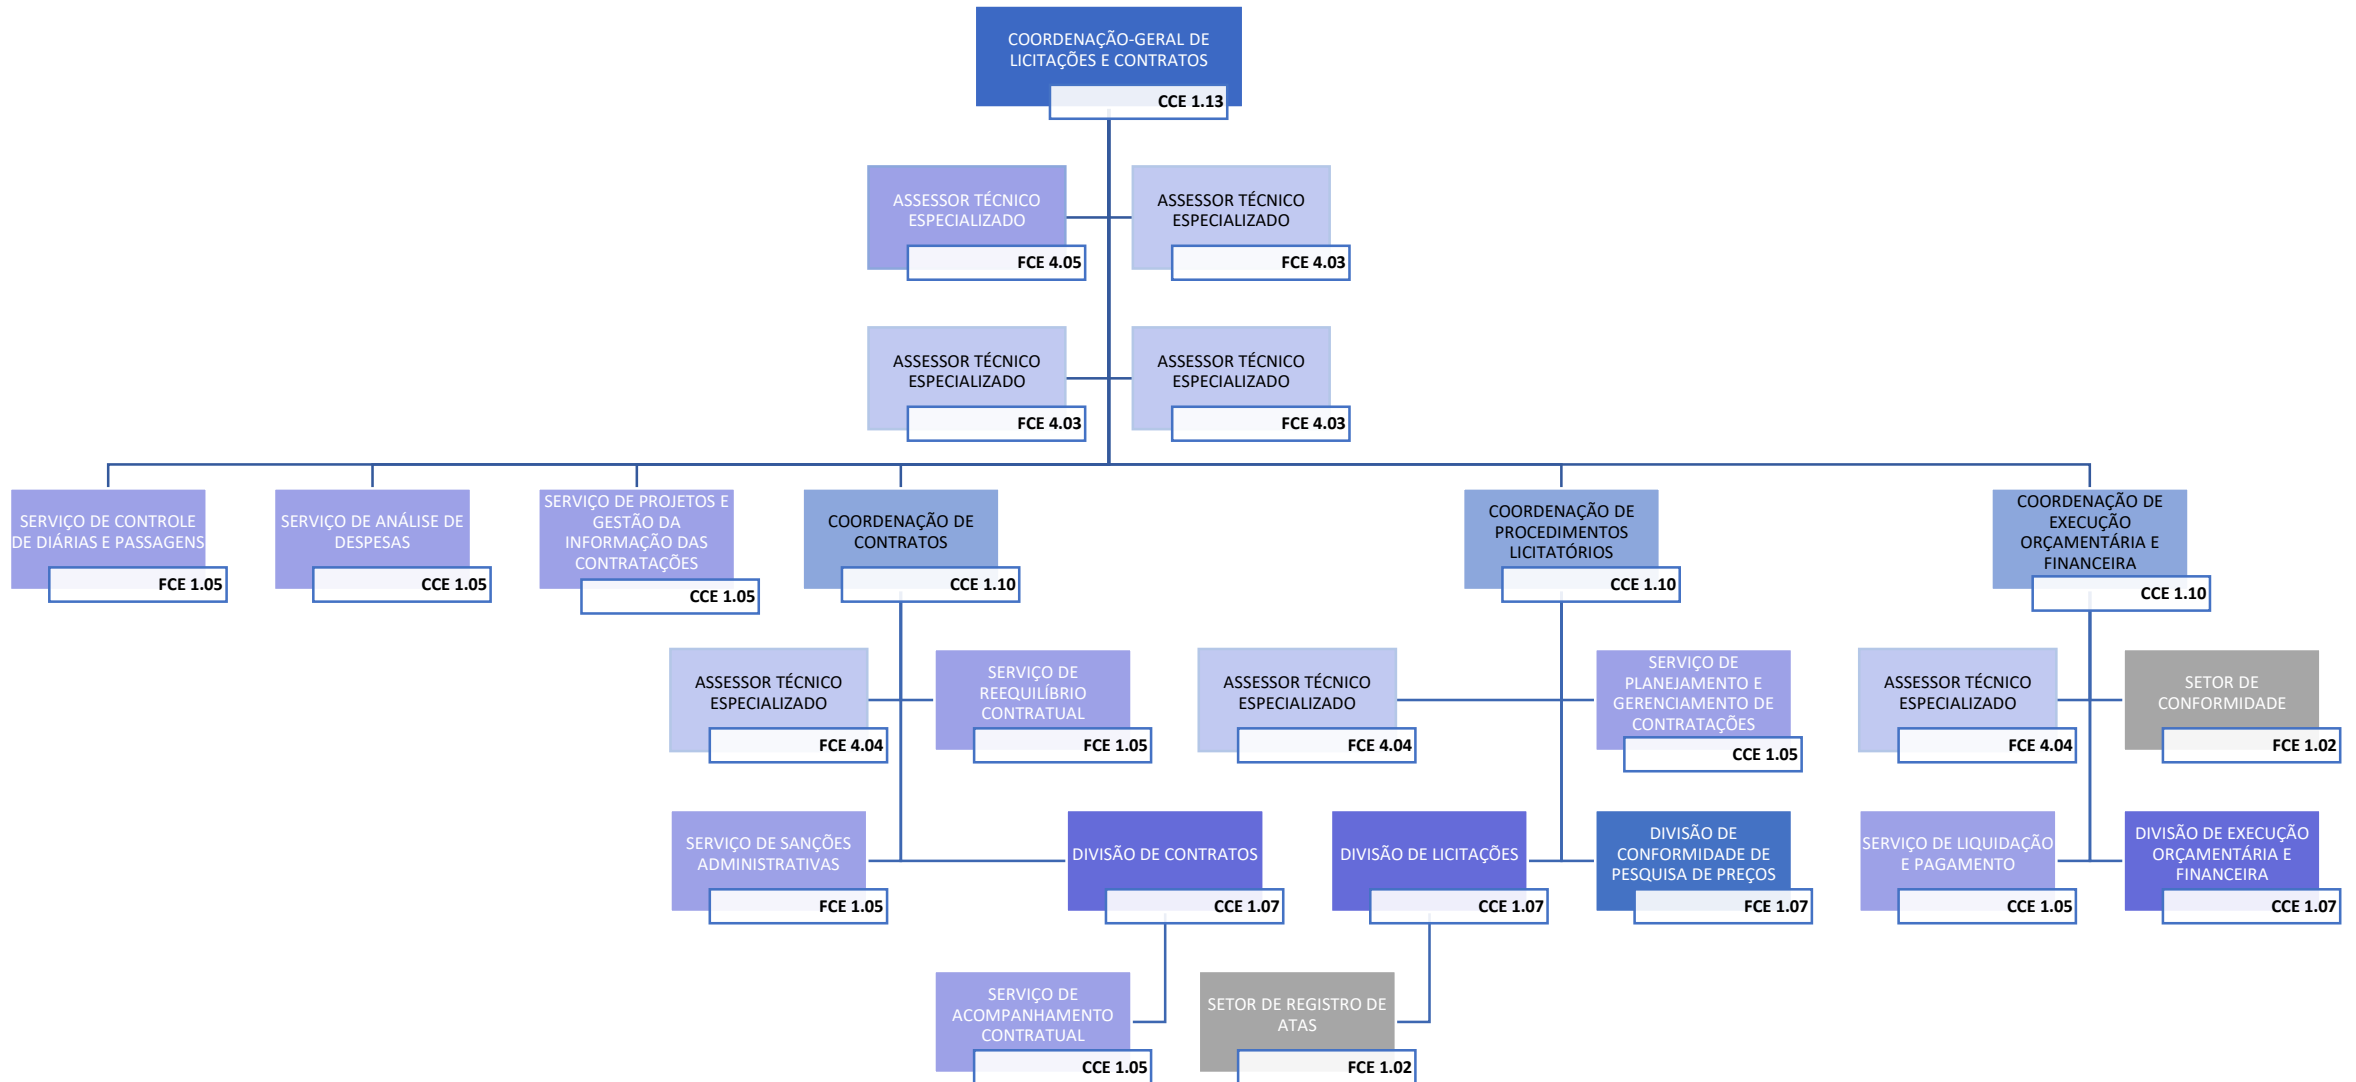 COORDENAÇÃO-GERAL DE
LICITAÇÕES E CONTRATOS
CCE 1.13
ASSESSOR TÉCNICO
ESPECIALIZADO
FCE 4.05
ASSESSOR TÉCNICO
ESPECIALIZADO
FCE 4.03
ASSESSOR TÉCNICO
ESPECIALIZADO
FCE 4.03
ASSESSOR TÉCNICO
ESPECIALIZADO
FCE 4.03
SERVIÇO DE CONTROLE
DE DIÁRIAS E PASSAGENS
FCE 1.05
SERVIÇO DE ANÁLISE DE
DESPESAS
CCE 1.05
SERVIÇO DE PROJETOS E
GESTÃO DA
INFORMAÇÃO DAS
CONTRATAÇÕES
CCE 1.05
COORDENAÇÃO DE
CONTRATOS
CCE 1.10
COORDENAÇÃO DE
PROCEDIMENTOS
LICITATÓRIOS
CCE 1.10
COORDENAÇÃO DE
EXECUÇÃO
ORÇAMENTÁRIA E
FINANCEIRA
CCE 1.10
ASSESSOR TÉCNICO
ESPECIALIZADO
FCE 4.04
SERVIÇO DE
REEQUILÍBRIO
CONTRATUAL
FCE 1.05
ASSESSOR TÉCNICO
ESPECIALIZADO
FCE 4.04
SERVIÇO DE
PLANEJAMENTO E
GERENCIAMENTO DE
CONTRATAÇÕES
CCE 1.05
ASSESSOR TÉCNICO
ESPECIALIZADO
FCE 4.04
SETOR DE
CONFORMIDADE
FCE 1.02
SERVIÇO DE SANÇÕES
ADMINISTRATIVAS
FCE 1.05
DIVISÃO DE CONTRATOS
CCE 1.07
DIVISÃO DE LICITAÇÕES
CCE 1.07
DIVISÃO DE
CONFORMIDADE DE
PESQUISA DE PREÇOS
FCE 1.07
SERVIÇO DE LIQUIDAÇÃO
E PAGAMENTO
CCE 1.05
DIVISÃO DE EXECUÇÃO
ORÇAMENTÁRIA E
FINANCEIRA
CCE 1.07
SERVIÇO DE
ACOMPANHAMENTO
CONTRATUAL
CCE 1.05
SETOR DE REGISTRO DE
ATAS
FCE 1.02